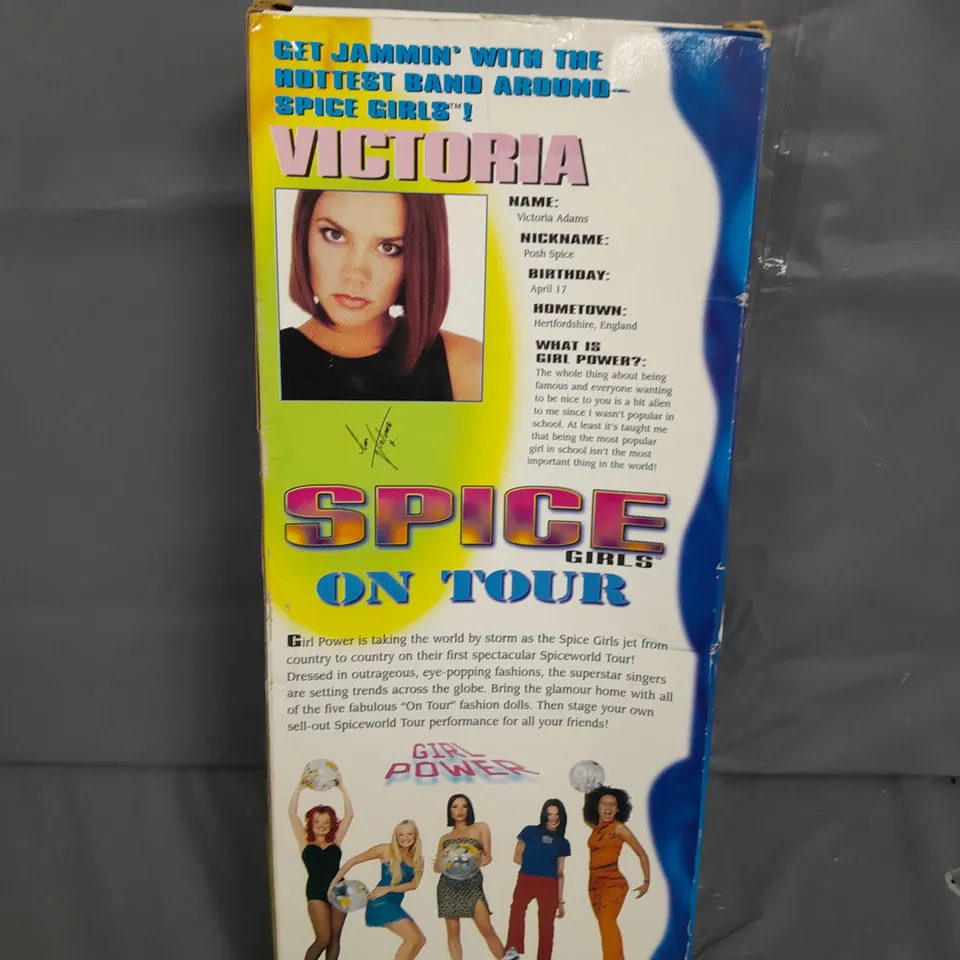 GET JAMMIN' WITH THE
HOTTEST BAND AROUND—
SPICE GIRLS™!
VICTORIA
NAME:
Victoria Adams
NICKNAME:
Posh Spice
BIRTHDAY:
April 17
HOMETOWN:
Hertfordshire, England
WHAT IS
GIRL POWER?:
The whole thing about being
famous and everyone wanting
to be nice to you is a bit alien
to me since I wasn't popular in
school. At least it's taught me
that being the most popular
girl in school isn't the most
important thing in the world!
SPICE
GIRLS™
ON TOUR
Girl Power is taking the world by storm as the Spice Girls jet from
country to country on their first spectacular Spiceworld Tour!
Dressed in outrageous, eye-popping fashions, the superstar singers
are setting trends across the globe. Bring the glamour home with all
of the five fabulous "On Tour" fashion dolls. Then stage your own
sell-out Spiceworld Tour performance for all your friends!
GIRL
POWER